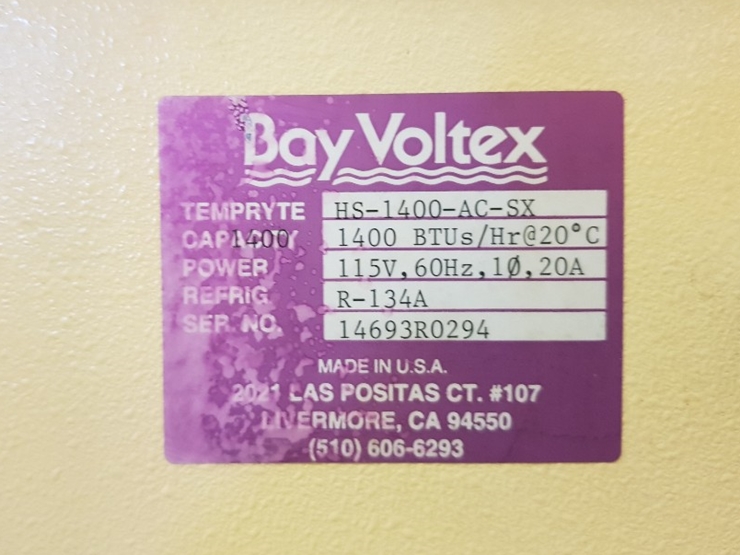 Bay Voltex
TEMPRYTE HS-1400-AC-SX
CAPACITY 1400 1400 BTUs/Hr@20°C
POWER 115V,60Hz,1Ø,20A
REFRIG R-134A
SER. NO. 14693R0294
MADE IN U.S.A.
2021 LAS POSITAS CT. #107
LIVERMORE, CA 94550
(510) 606-6293